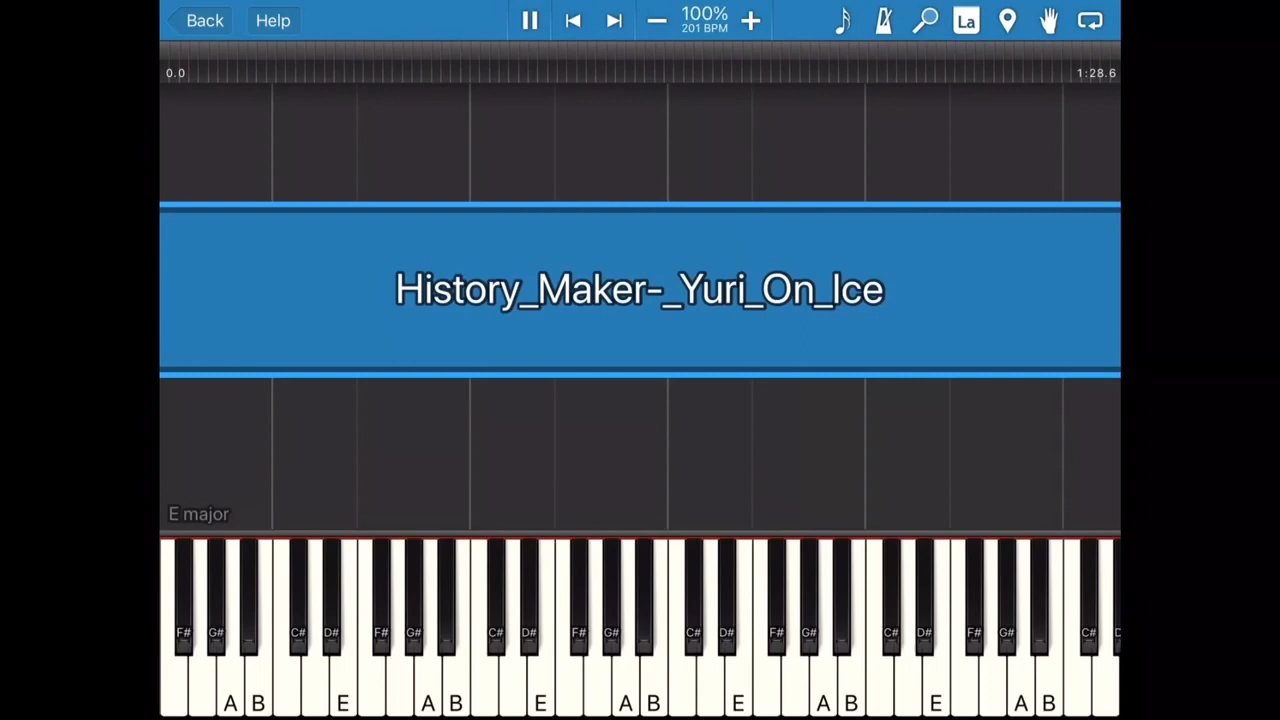 Back Help 100% La
201 BPM
0.0 1:28.6
History_Maker-_Yuri_On_Ice
E major
F# G# C# D# F# G# C# D# F# G# C# D# F# G# C# D# F# G# C# D
A B E A B E A B E A B E A B